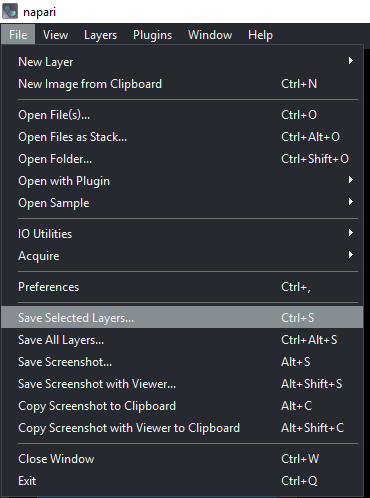 napari
File View Layers Plugins Window Help
New Layer
New Image from Clipboard Ctrl+N
Open File(s)... Ctrl+O
Open Files as Stack... Ctrl+Alt+O
Open Folder... Ctrl+Shift+O
Open with Plugin
Open Sample
IO Utilities
Acquire
Preferences Ctrl+,
Save Selected Layers... Ctrl+S
Save All Layers... Ctrl+Alt+S
Save Screenshot... Alt+S
Save Screenshot with Viewer... Alt+Shift+S
Copy Screenshot to Clipboard Alt+C
Copy Screenshot with Viewer to Clipboard Alt+Shift+C
Close Window Ctrl+W
Exit Ctrl+Q